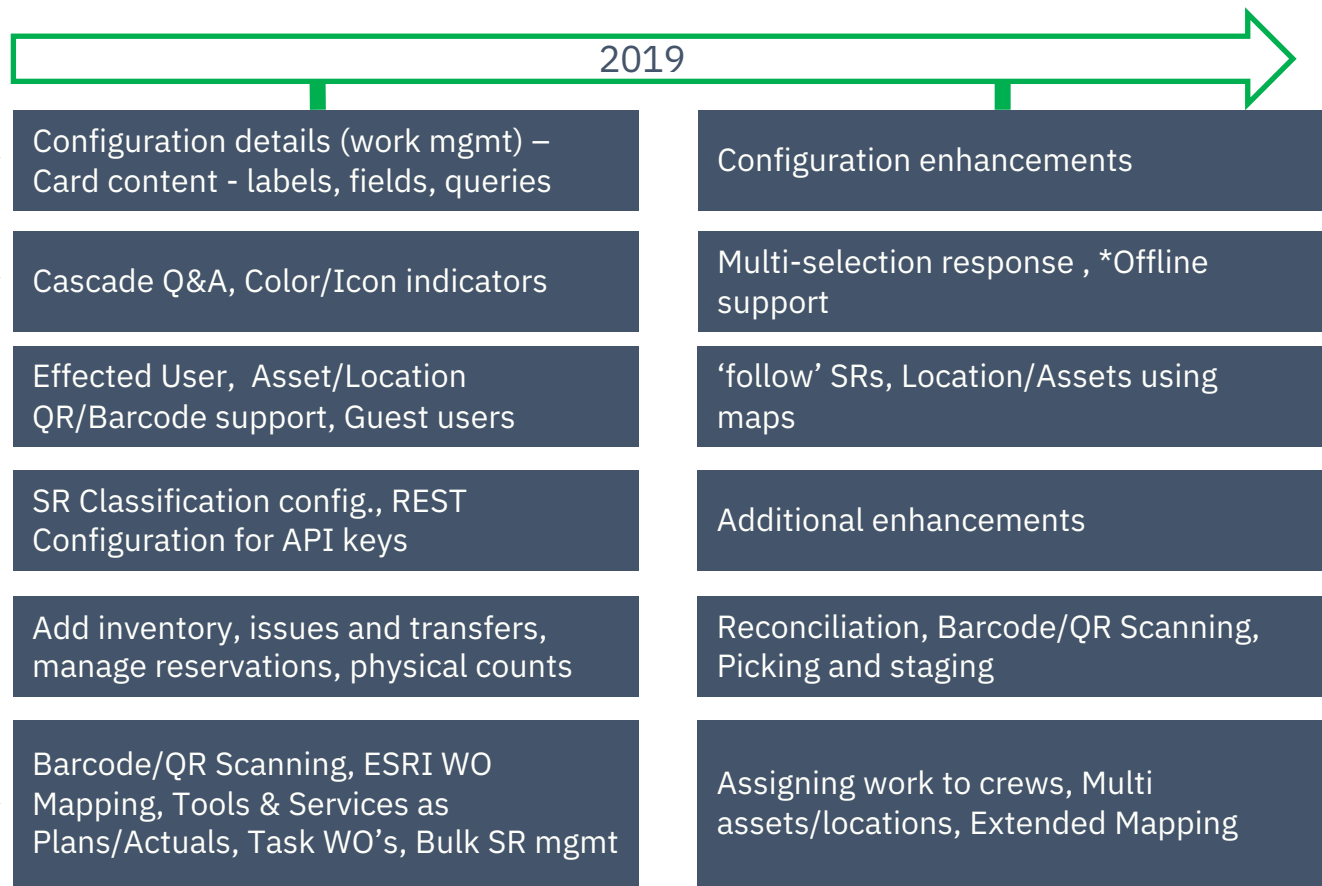 2019
Configuration details (work mgmt) –
Card content - labels, fields, queries
Configuration enhancements
Cascade Q&A, Color/Icon indicators
Multi-selection response , *Offline
support
Effected User,  Asset/Location
QR/Barcode support, Guest users
‘follow’ SRs, Location/Assets using
maps
SR Classification config., REST
Configuration for API keys
Additional enhancements
Add inventory, issues and transfers,
manage reservations, physical counts
Reconciliation, Barcode/QR Scanning,
Picking and staging
Barcode/QR Scanning, ESRI WO
Mapping, Tools & Services as
Plans/Actuals, Task WO’s, Bulk SR mgmt
Assigning work to crews, Multi
assets/locations, Extended Mapping